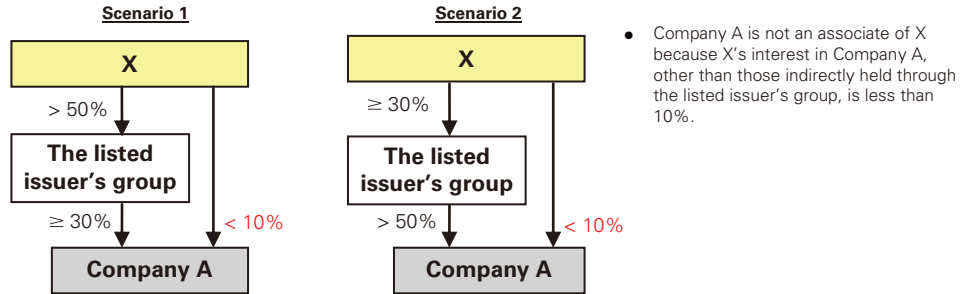 Scenario 1
X
> 50%
The listed
issuer's group
≥ 30%
< 10%
Company A
Scenario 2
X
≥ 30%
The listed
issuer's group
> 50%
< 10%
Company A
● Company A is not an associate of X
because X's interest in Company A,
other than those indirectly held through
the listed issuer's group, is less than
10%.